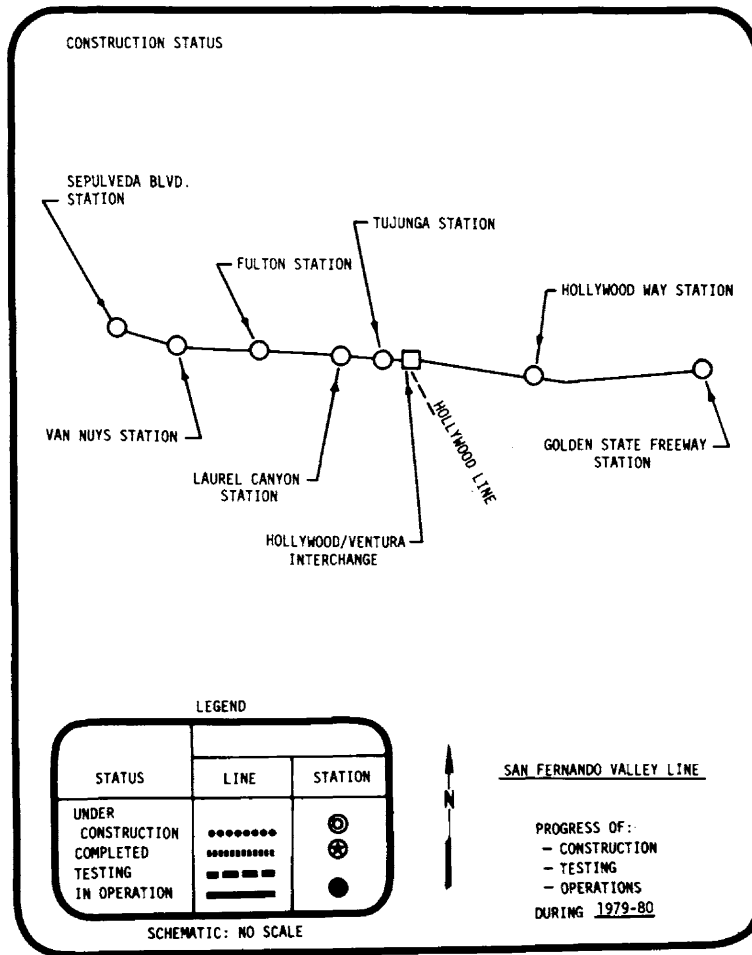 CONSTRUCTION STATUS
SEPULVEDA BLVD.
STATION
TUJUNGA STATION
FULTON STATION
HOLLYWOOD WAY STATION
VAN NUYS STATION
LAUREL CANYON
STATION
HOLLYWOOD LINE
GOLDEN STATE FREEWAY
STATION
HOLLYWOOD/VENTURA
INTERCHANGE
LEGEND
STATUS LINE STATION
UNDER
CONSTRUCTION
COMPLETED
TESTING
IN OPERATION
SCHEMATIC: NO SCALE
N
SAN FERNANDO VALLEY LINE
PROGRESS OF:
- CONSTRUCTION
- TESTING
- OPERATIONS
DURING 1979-80